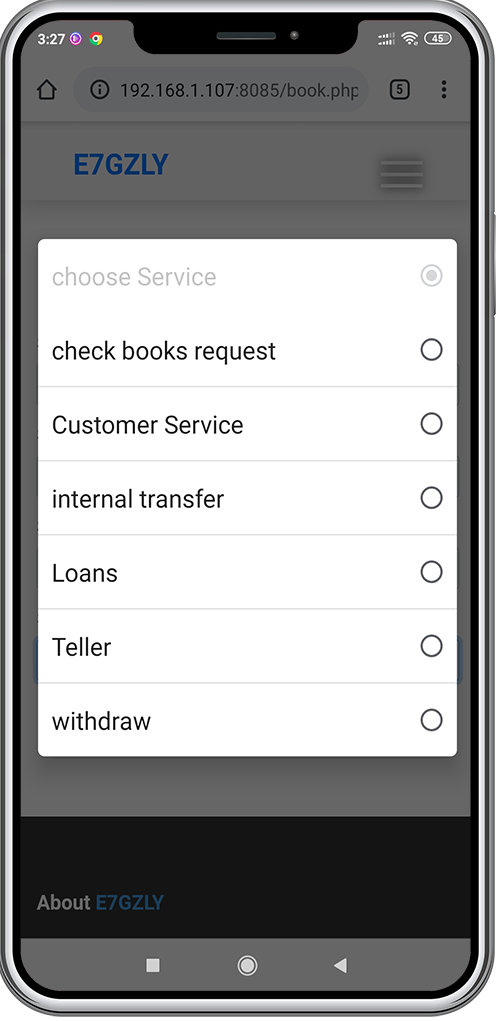 3:27
45
192.168.1.107:8085/book.php
5
E7GZLY
choose Service
check books request
Customer Service
internal transfer
Loans
Teller
withdraw
About E7GZLY